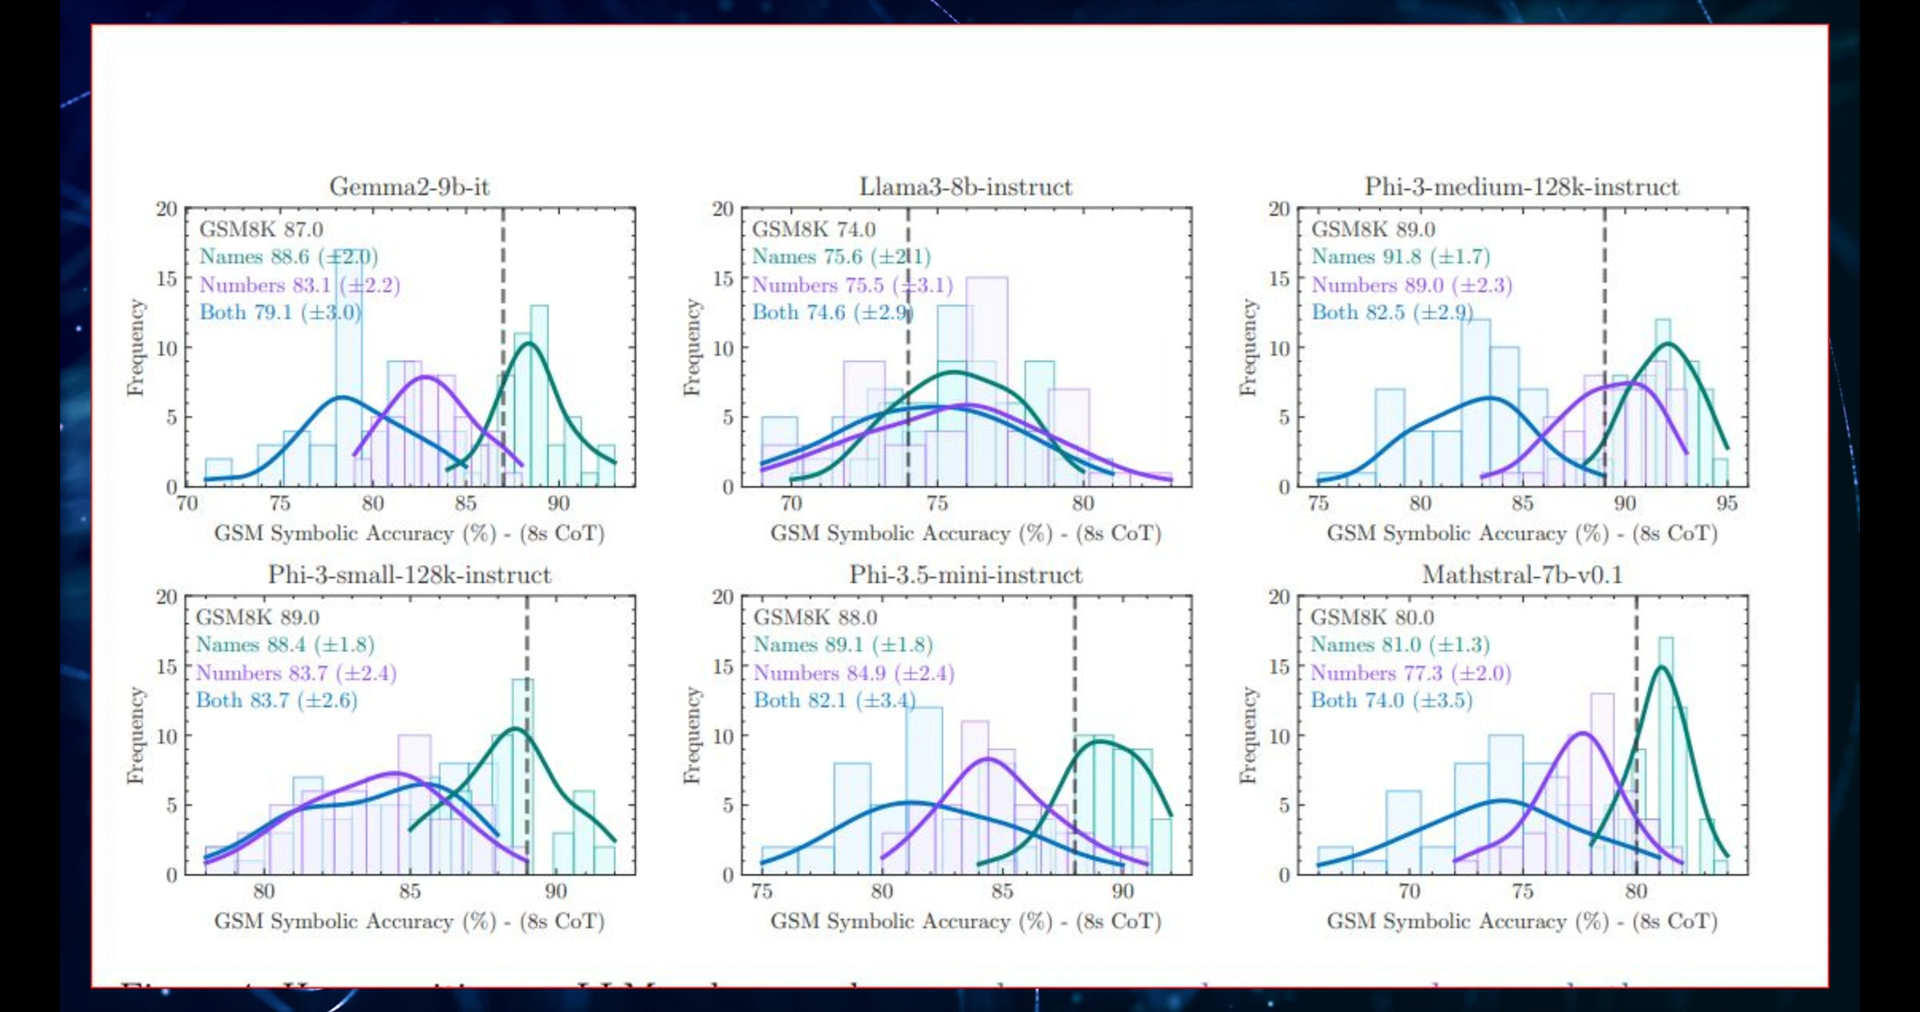 Gemma2-9b-it
GSM8K 87.0
Names 88.6 (±2.0)
Numbers 83.1 (±2.2)
Both 79.1 (±3.0)
Frequency
20
15
10
5
0
70 75 80 85 90
GSM Symbolic Accuracy (%) - (8s CoT)
Llama3-8b-instruct
GSM8K 74.0
Names 75.6 (±2.1)
Numbers 75.5 (±3.1)
Both 74.6 (±2.9)
Frequency
20
15
10
5
0
70 75 80
GSM Symbolic Accuracy (%) - (8s CoT)
Phi-3-medium-128k-instruct
GSM8K 89.0
Names 91.8 (±1.7)
Numbers 89.0 (±2.3)
Both 82.5 (±2.9)
Frequency
20
15
10
5
0
75 80 85 90 95
GSM Symbolic Accuracy (%) - (8s CoT)
Phi-3-small-128k-instruct
GSM8K 89.0
Names 88.4 (±1.8)
Numbers 83.7 (±2.4)
Both 83.7 (±2.6)
Frequency
20
15
10
5
0
80 85 90
GSM Symbolic Accuracy (%) - (8s CoT)
Phi-3.5-mini-instruct
GSM8K 88.0
Names 89.1 (±1.8)
Numbers 84.9 (±2.4)
Both 82.1 (±3.4)
Frequency
20
15
10
5
0
75 80 85 90
GSM Symbolic Accuracy (%) - (8s CoT)
Mathstral-7b-v0.1
GSM8K 80.0
Names 81.0 (±1.3)
Numbers 77.3 (±2.0)
Both 74.0 (±3.5)
Frequency
20
15
10
5
0
70 75 80
GSM Symbolic Accuracy (%) - (8s CoT)